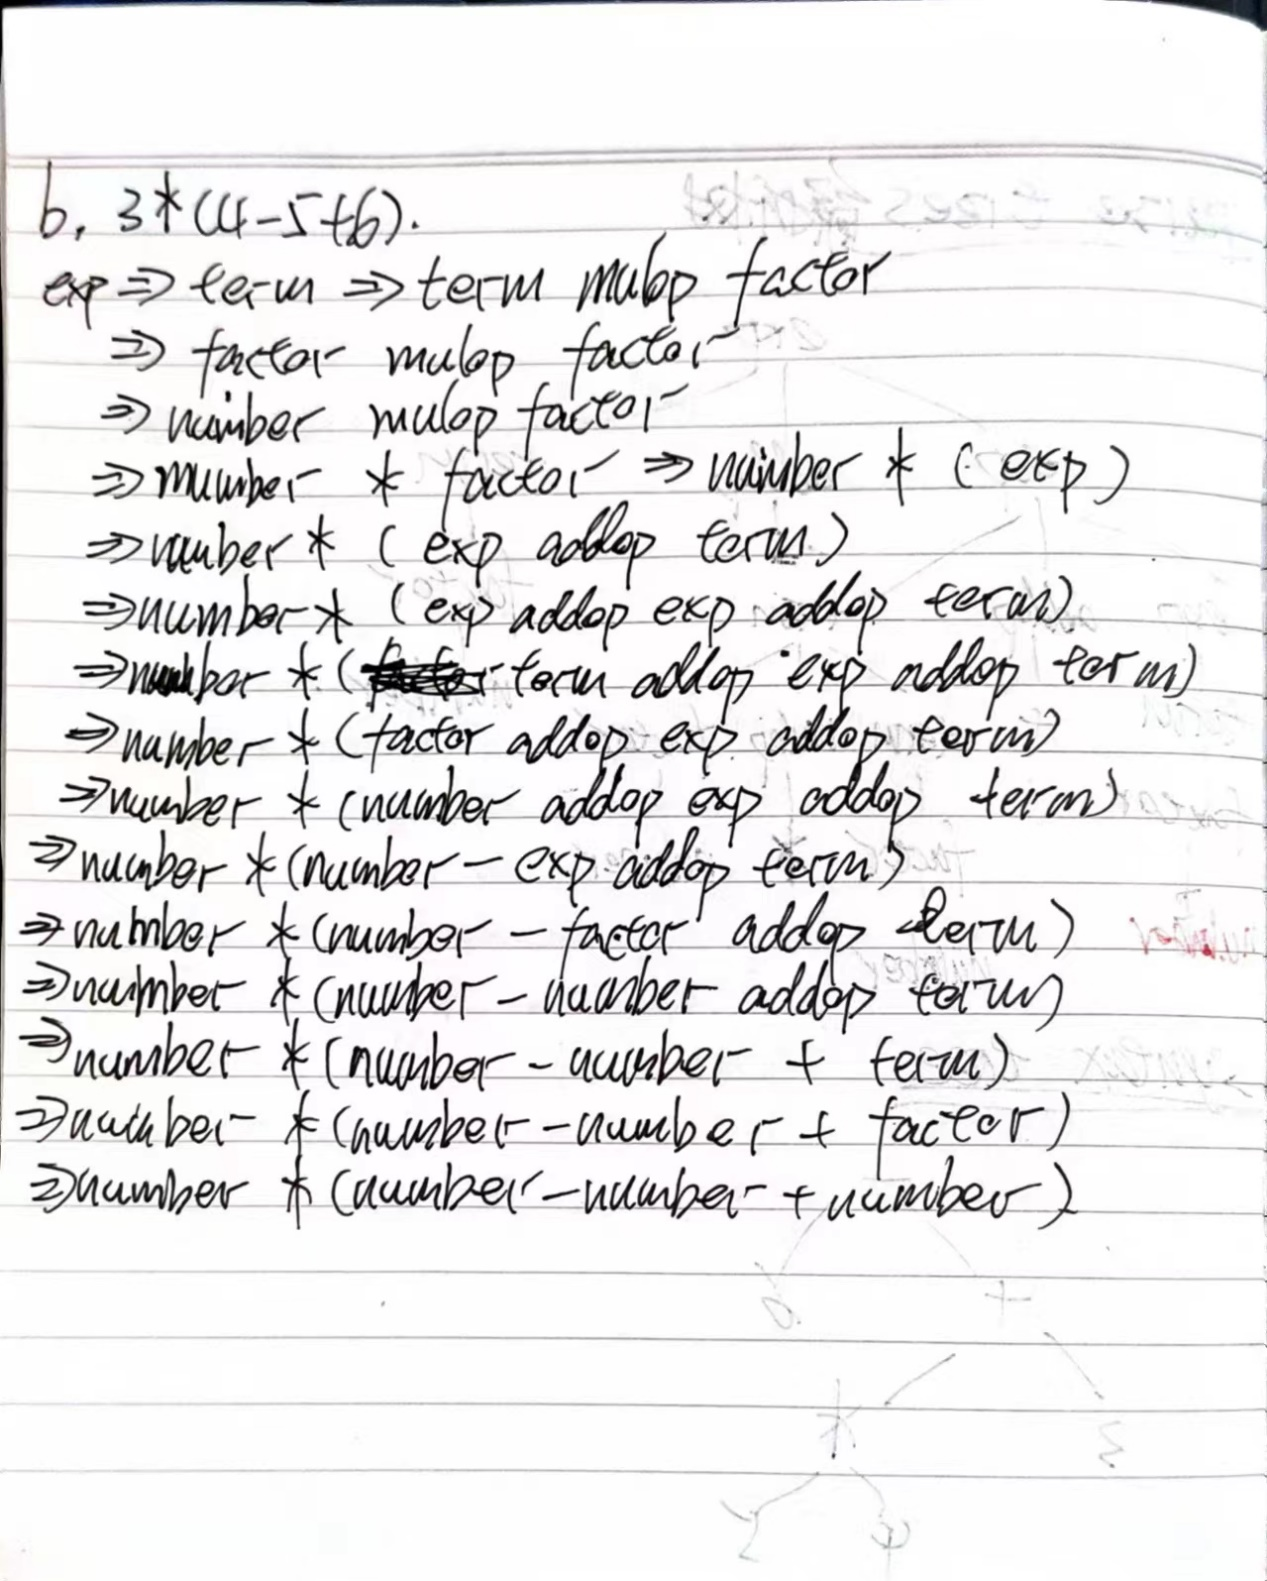 b. 3*(4-5+6).
exp ⇒ term ⇒ term mulop factor
⇒ factor mulop factor
⇒ number mulop factor
⇒ number * factor ⇒ number * (exp)
⇒ number * (exp addop term)
⇒ number * (exp addop exp addop term)
⇒ number * (term addop exp addop term)
⇒ number * (factor addop exp addop term)
⇒ number * (number addop exp addop term)
⇒ number * (number - exp addop term)
⇒ number * (number - factor addop term)
⇒ number * (number - number addop term)
⇒ number * (number - number + term)
⇒ number * (number - number + factor)
⇒ number * (number - number + number)